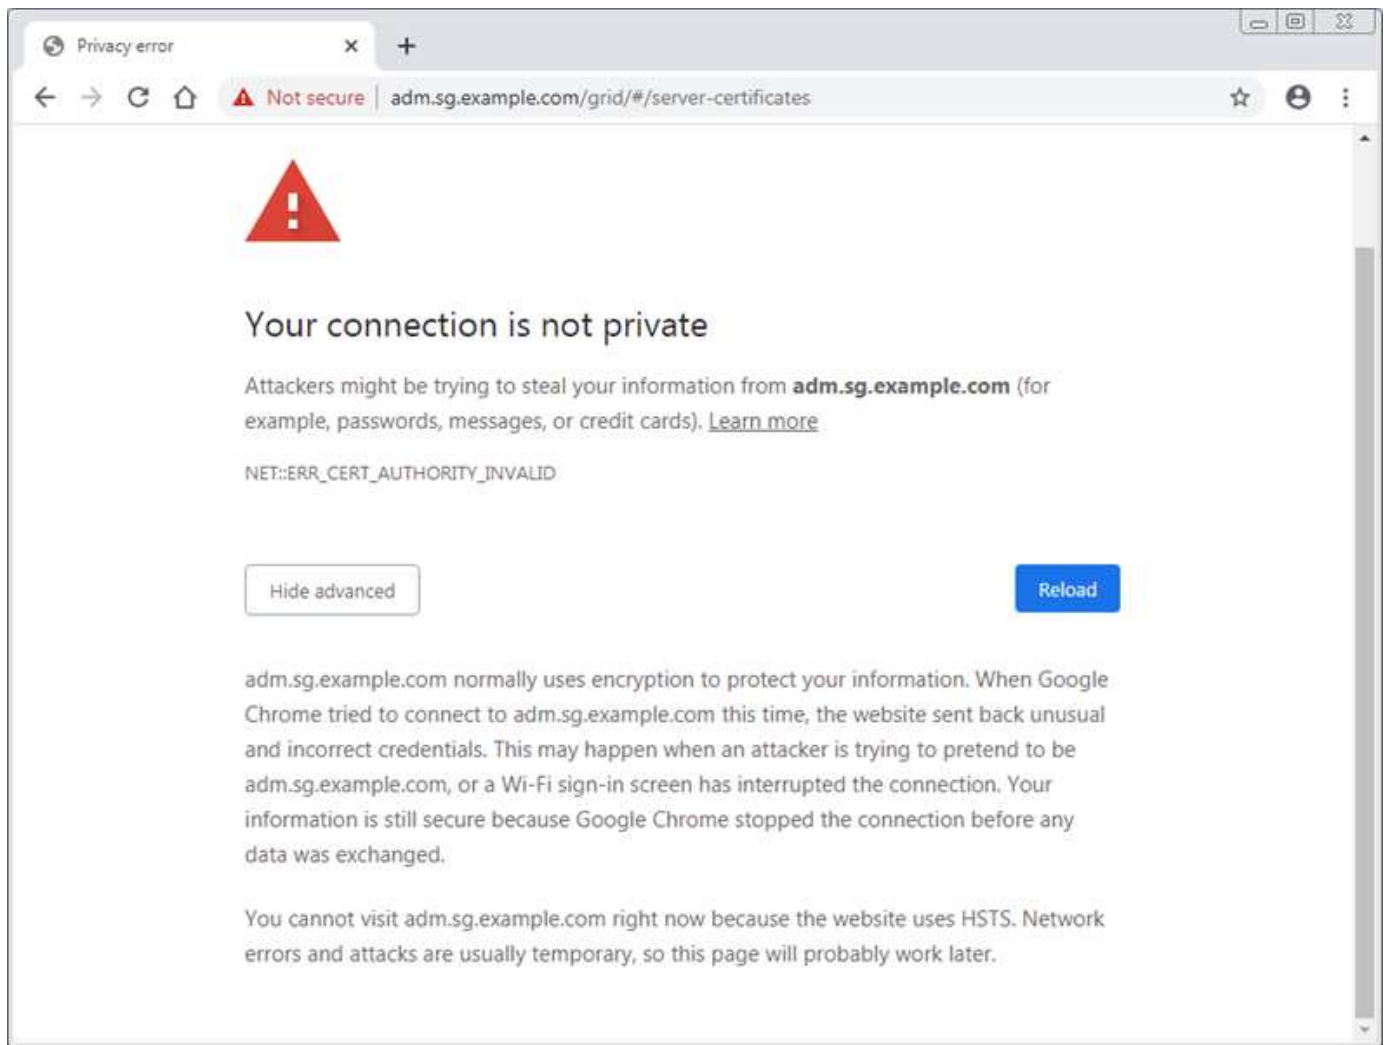 Privacy error
Not secure | adm.sg.example.com/grid/#/server-certificates
Your connection is not private
Attackers might be trying to steal your information from adm.sg.example.com (for
example, passwords, messages, or credit cards). Learn more
NET::ERR_CERT_AUTHORITY_INVALID
Hide advanced
Reload
adm.sg.example.com normally uses encryption to protect your information. When Google
Chrome tried to connect to adm.sg.example.com this time, the website sent back unusual
and incorrect credentials. This may happen when an attacker is trying to pretend to be
adm.sg.example.com, or a Wi-Fi sign-in screen has interrupted the connection. Your
information is still secure because Google Chrome stopped the connection before any
data was exchanged.
You cannot visit adm.sg.example.com right now because the website uses HSTS. Network
errors and attacks are usually temporary, so this page will probably work later.